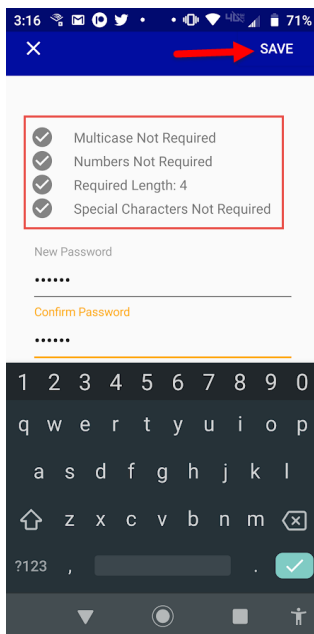 3:16 71%
SAVE
Multicase Not Required
Numbers Not Required
Required Length: 4
Special Characters Not Required
New Password
••••••
Confirm Password
••••••
1 2 3 4 5 6 7 8 9 0
q w e r t y u i o p
a s d f g h j k l
z x c v b n m
?123 , .